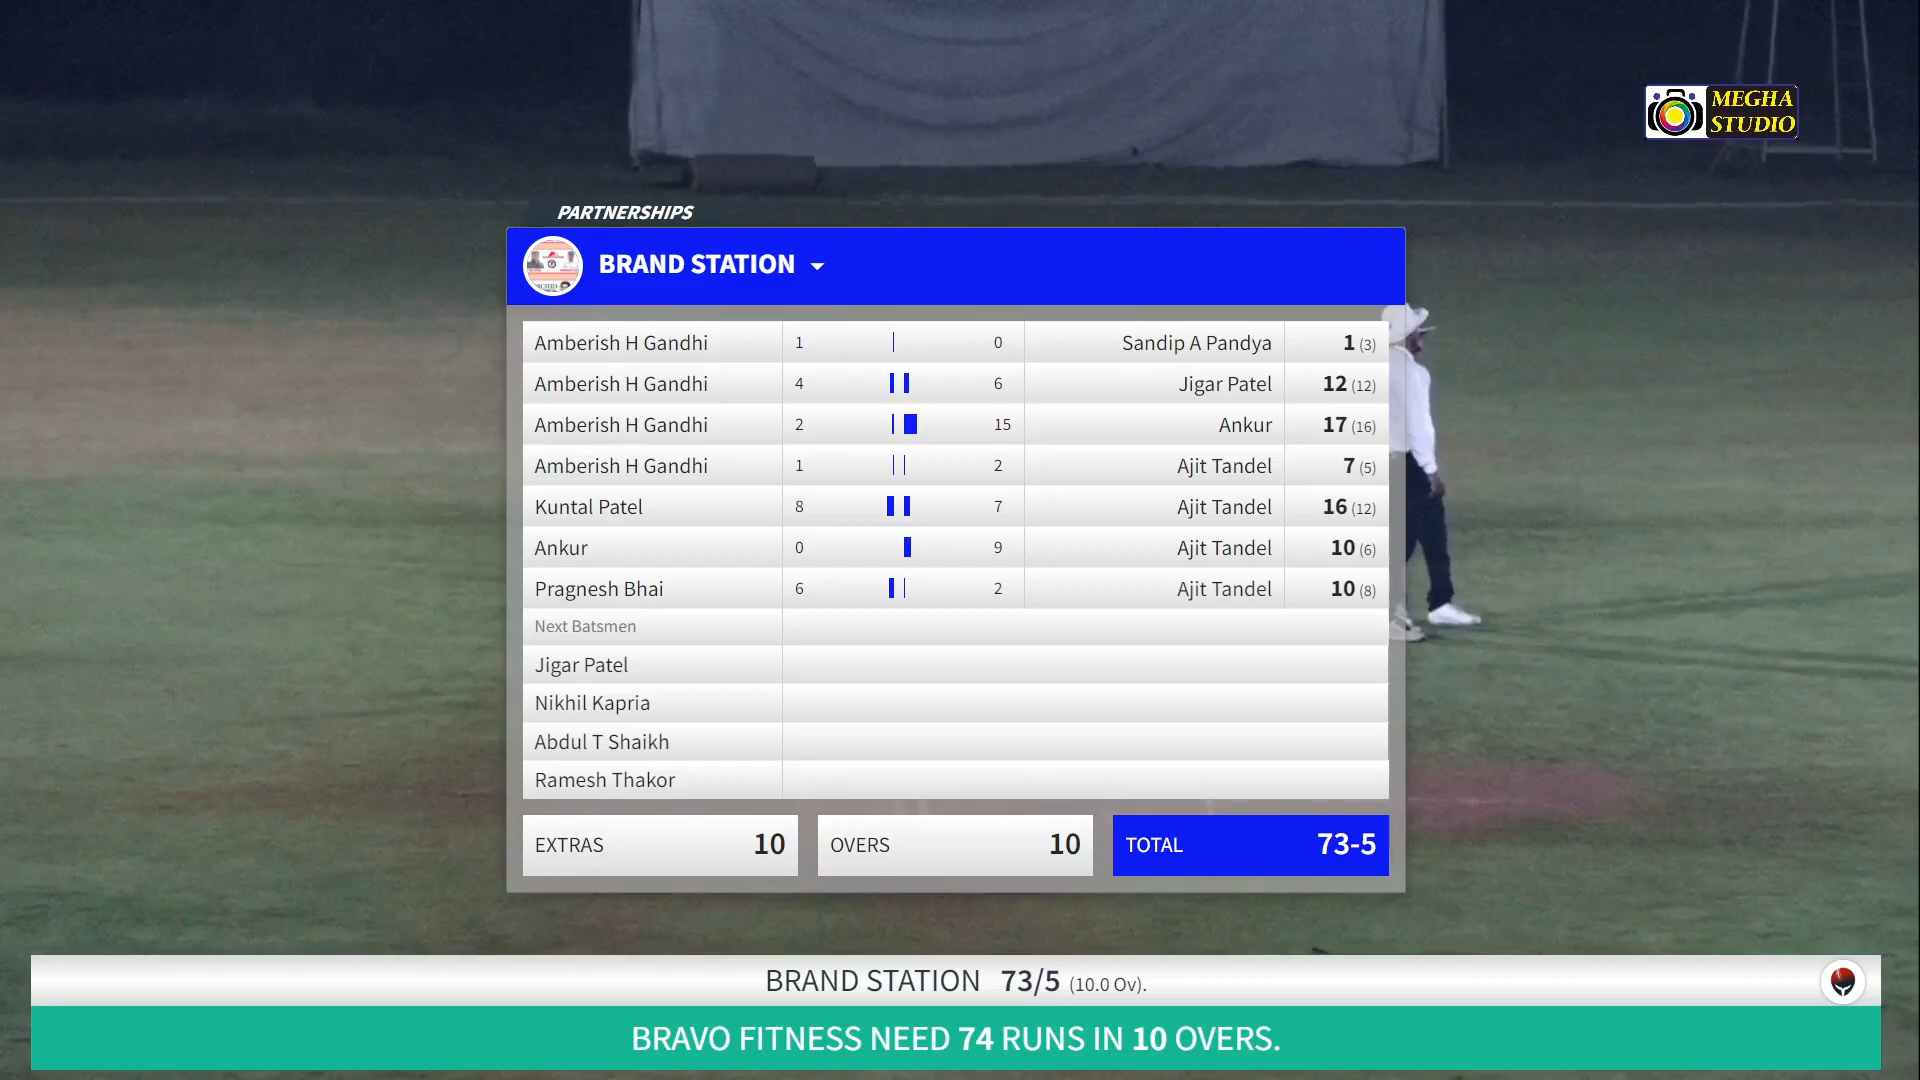 MEGHA
STUDIO
PARTNERSHIPS
BRAND STATION
Amberish H Gandhi 1 0 Sandip A Pandya 1 (3)
Amberish H Gandhi 4 6 Jigar Patel 12 (12)
Amberish H Gandhi 2 15 Ankur 17 (16)
Amberish H Gandhi 1 2 Ajit Tandel 7 (5)
Kuntal Patel 8 7 Ajit Tandel 16 (12)
Ankur 0 9 Ajit Tandel 10 (6)
Pragnesh Bhai 6 2 Ajit Tandel 10 (8)
Next Batsmen
Jigar Patel
Nikhil Kapria
Abdul T Shaikh
Ramesh Thakor
EXTRAS 10 OVERS 10 TOTAL 73-5
BRAND STATION 73/5 (10.0 Ov).
BRAVO FITNESS NEED 74 RUNS IN 10 OVERS.